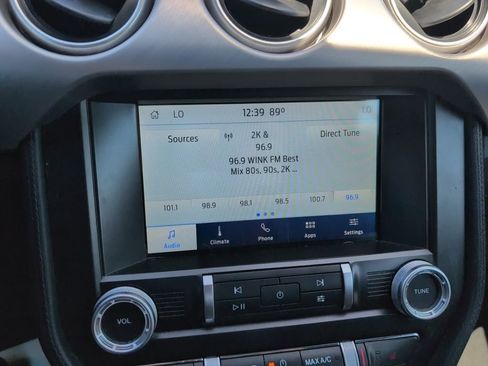 LO 12:39 89° LO
Sources 2K & Direct Tune
96.9
96.9 WINK FM Best
Mix 80s, 90s, 2K ...
101.1 98.9 98.1 98.5 100.7 96.9
Audio Climate Phone Apps Settings
VOL TUNE
MAX A/C